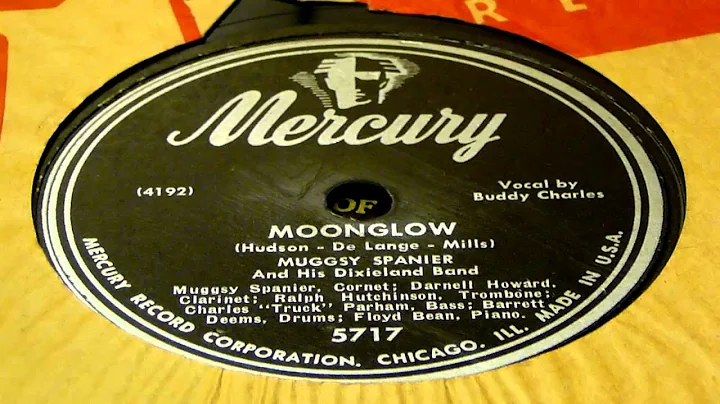 RE
Mercury
(4192)
Vocal by
Buddy Charles
OF
MOONGLOW
(Hudson - De Lange - Mills)
MUGGSY SPANIER
And His Dixieland Band
Muggsy Spanier, Cornet; Darnell Howard,
Clarinet; Ralph Hutchinson, Trombone;
Charles "Truck" Parham, Bass; Barrett
Deems, Drums; Floyd Bean, Piano.
5717
MERCURY RECORD CORPORATION. CHICAGO. ILL. MADE IN U.S.A.